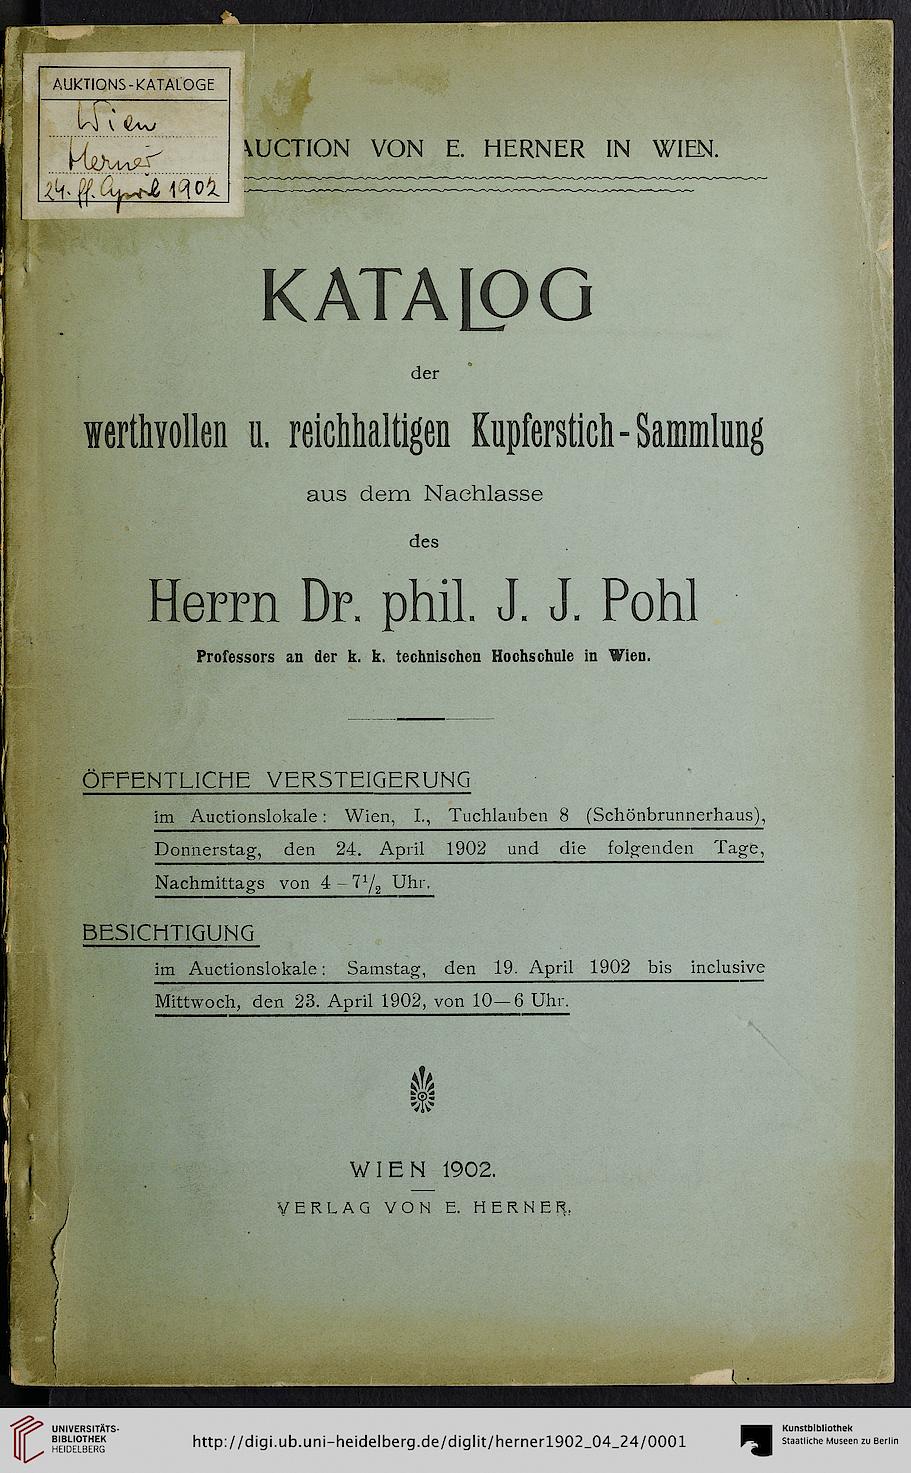 AUKTIONS-KATALOGE
Wien
Herner
24. ff. April 1902
AUCTION VON E. HERNER IN WIEN.
KATALOG
der
werthvollen u. reichhaltigen Kupferstich-Sammlung
aus dem Nachlasse
des
Herrn Dr. phil. J. J. Pohl
Professors an der k. k. technischen Hochschule in Wien.
ÖFFENTLICHE VERSTEIGERUNG
im Auctionslokale: Wien, I., Tuchlauben 8 (Schönbrunnerhaus),
Donnerstag, den 24. April 1902 und die folgenden Tage,
Nachmittags von 4 – 7½ Uhr.
BESICHTIGUNG
im Auctionslokale: Samstag, den 19. April 1902 bis inclusive
Mittwoch, den 23. April 1902, von 10—6 Uhr.
WIEN 1902.
VERLAG VON E. HERNER.
UNIVERSITÄTS-
BIBLIOTHEK
HEIDELBERG
http://digi.ub.uni-heidelberg.de/diglit/herner1902_04_24/0001
Kunstbibliothek
Staatliche Museen zu Berlin